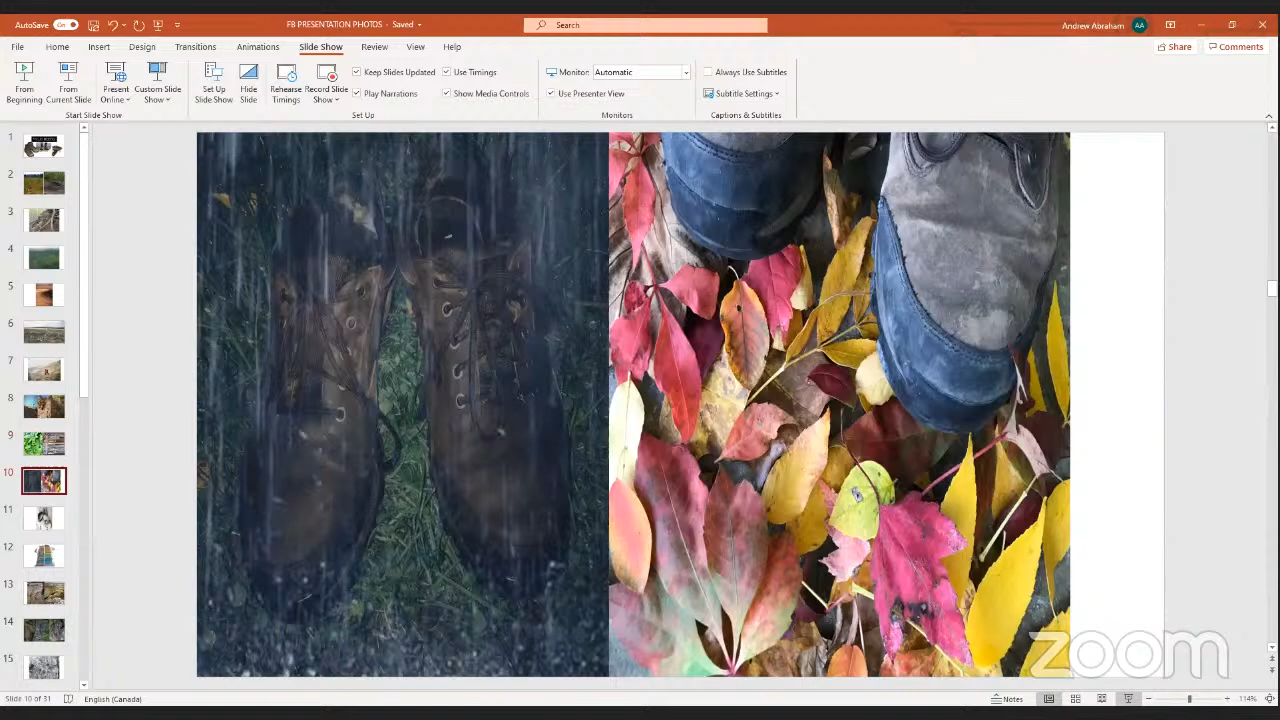 AutoSave On FB PRESENTATION PHOTOS - Saved Search Andrew Abraham AA
File Home Insert Design Transitions Animations Slide Show Review View Help Share Comments
From Beginning From Current Slide Present Online Custom Slide Show Set Up Slide Show Hide Slide Rehearse Timings Record Slide Show
Keep Slides Updated Use Timings Monitor: Automatic Always Use Subtitles
Play Narrations Show Media Controls Use Presenter View Subtitle Settings
Start Slide Show Set Up Monitors Captions & Subtitles
1
2
3
4
5
6
7
8
9
10
11
12
13
14
15
zoom
Slide 10 of 31 English (Canada) Notes 114%